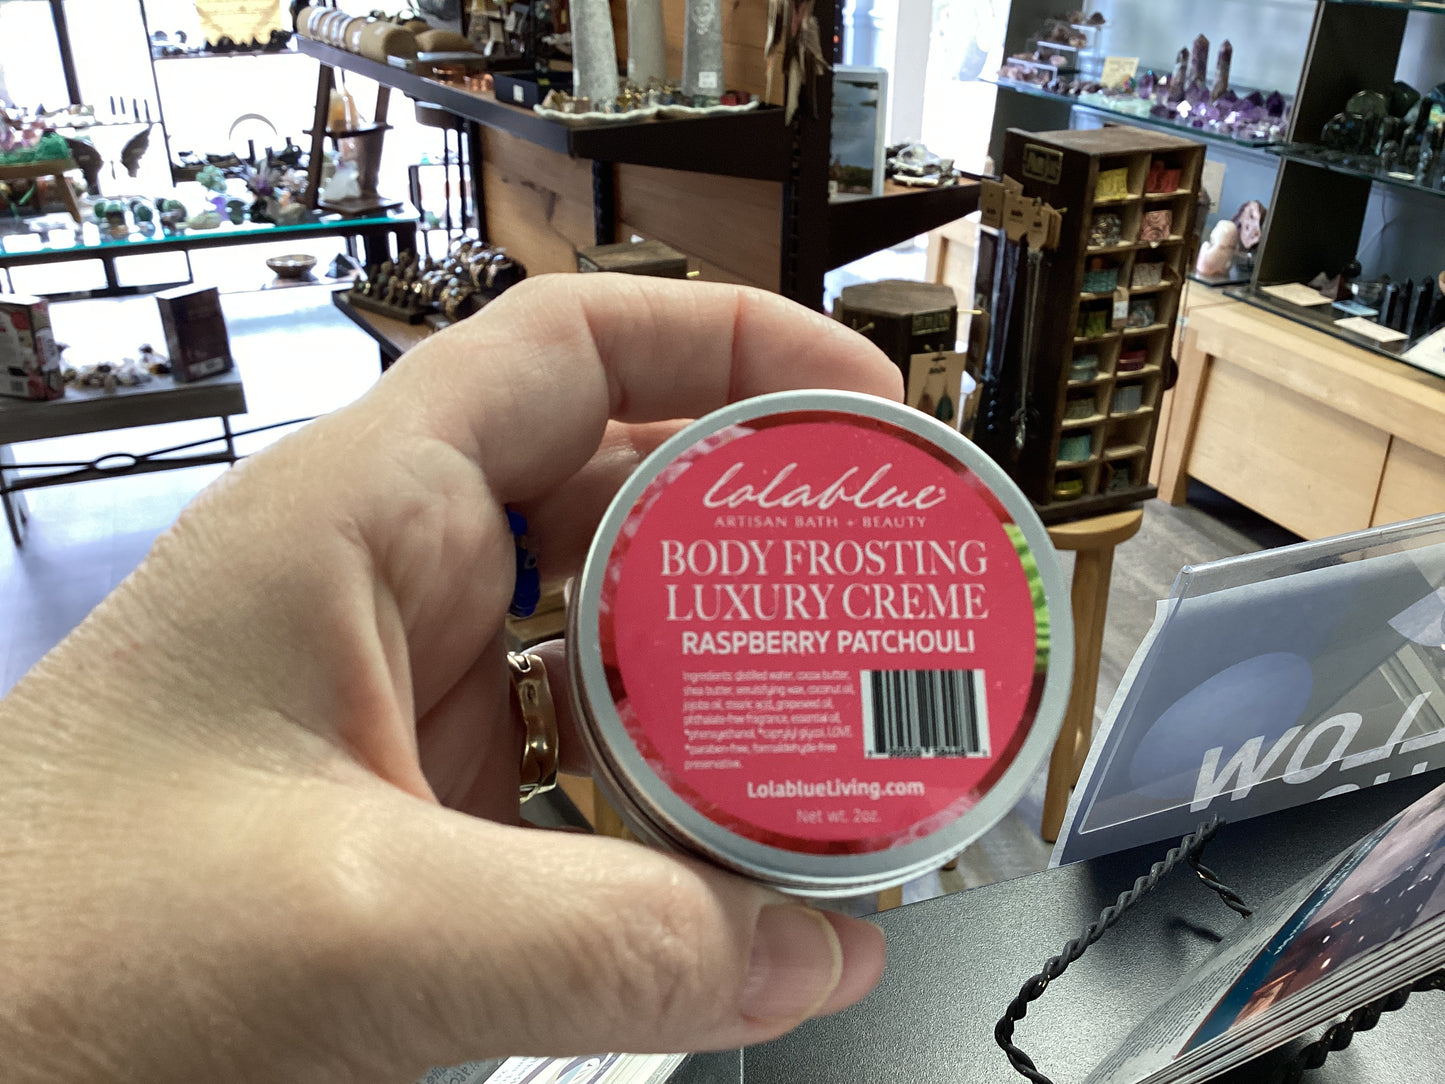 lolablue
ARTISAN BATH + BEAUTY
BODY FROSTING
LUXURY CREME
RASPBERRY PATCHOULI
Ingredients: distilled water, cocoa butter,
shea butter, emulsifying wax, coconut oil,
jojoba oil, stearic acid, grapeseed oil,
phthalate-free fragrance, essential oil,
*phenoxyethanol, *caprylyl glycol, LOVE.
*paraben-free, formaldehyde-free
preservative.
LolablueLiving.com
Net wt. 2oz.